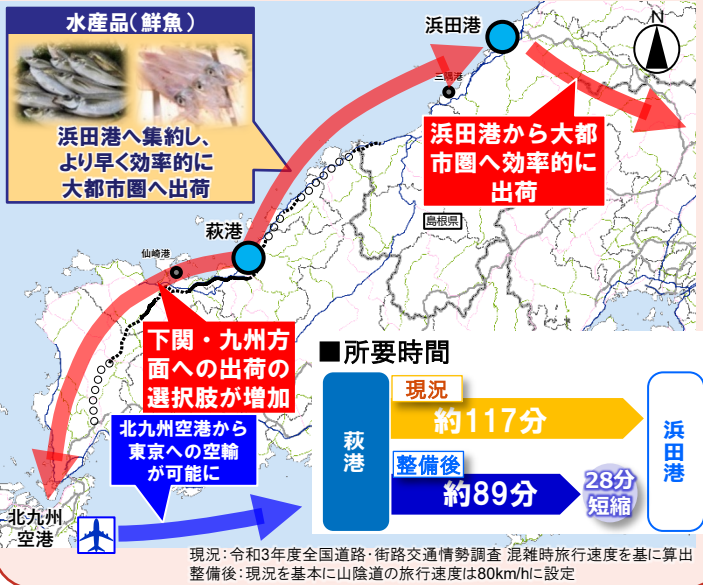 水産品(鮮魚)
浜田港へ集約し、
より早く効率的に
大都市圏へ出荷
浜田港
N
三隅港
浜田港から大都
市圏へ効率的に
出荷
島根県
萩港
仙崎港
下関・九州方
面への出荷の
選択肢が増加
北九州空港から
東京への空輸
が可能に
北九州
空港
■所要時間
萩港
現況
約117分
整備後
約89分
28分
短縮
浜田港
現況：令和3年度全国道路・街路交通情勢調査 混雑時旅行速度を基に算出
整備後：現況を基本に山陰道の旅行速度は80km/hに設定